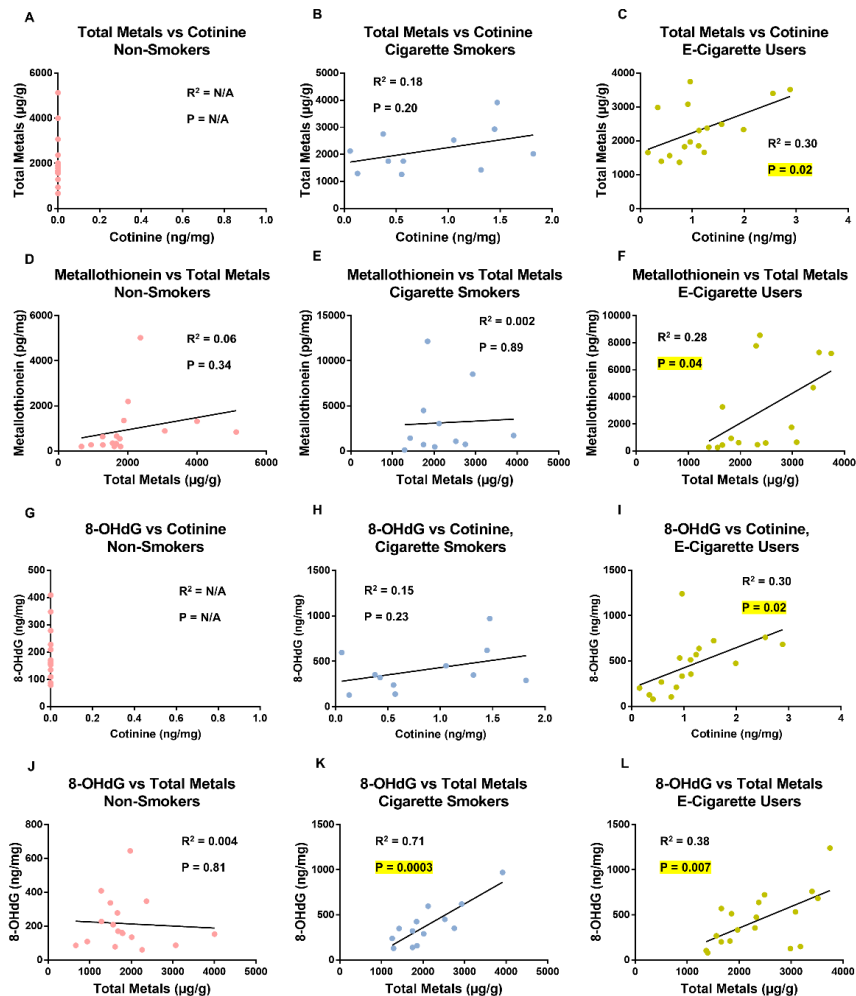 A
Total Metals vs Cotinine
Non-Smokers
Total Metals (µg/g)
6000
4000
2000
0
R² = N/A
P = N/A
0.0 0.2 0.4 0.6 0.8 1.0
Cotinine (ng/mg)
B
Total Metals vs Cotinine
Cigarette Smokers
Total Metals (µg/g)
5000
4000
3000
2000
1000
0
R² = 0.18
P = 0.20
0.0 0.5 1.0 1.5 2.0
Cotinine (ng/mg)
C
Total Metals vs Cotinine
E-Cigarette Users
Total Metals (µg/g)
4000
3000
2000
1000
0
R² = 0.30
P = 0.02
0 1 2 3 4
Cotinine (ng/mg)
D
Metallothionein vs Total Metals
Non-Smokers
Metallothionein (pg/mg)
6000
4000
2000
0
R² = 0.06
P = 0.34
0 2000 4000 6000
Total Metals (µg/g)
E
Metallothionein vs Total Metals
Cigarette Smokers
Metallothionein (pg/mg)
15000
10000
5000
0
R² = 0.002
P = 0.89
0 1000 2000 3000 4000 5000
Total Metals (µg/g)
F
Metallothionein vs Total Metals
E-Cigarette Users
Metallothionein (pg/mg)
10000
8000
6000
4000
2000
0
R² = 0.28
P = 0.04
0 1000 2000 3000 4000
Total Metals (µg/g)
G
8-OHdG vs Cotinine
Non-Smokers
8-OHdG (ng/mg)
500
400
300
200
100
0
R² = N/A
P = N/A
0.0 0.2 0.4 0.6 0.8 1.0
Cotinine (ng/mg)
H
8-OHdG vs Cotinine,
Cigarette Smokers
8-OHdG (ng/mg)
1500
1000
500
0
R² = 0.15
P = 0.23
0.0 0.5 1.0 1.5 2.0
Cotinine (ng/mg)
I
8-OHdG vs Cotinine,
E-Cigarette Users
8-OHdG (ng/mg)
1500
1000
500
0
R² = 0.30
P = 0.02
0 1 2 3 4
Cotinine (ng/mg)
J
8-OHdG vs Total Metals
Non-Smokers
8-OHdG (ng/mg)
800
600
400
200
0
R² = 0.004
P = 0.81
0 1000 2000 3000 4000 5000
Total Metals (µg/g)
K
8-OHdG vs Total Metals
Cigarette Smokers
8-OHdG (ng/mg)
1500
1000
500
0
R² = 0.71
P = 0.0003
0 1000 2000 3000 4000 5000
Total Metals (µg/g)
L
8-OHdG vs Total Metals
E-Cigarette Users
8-OHdG (ng/mg)
1500
1000
500
0
R² = 0.38
P = 0.007
0 1000 2000 3000 4000
Total Metals (µg/g)